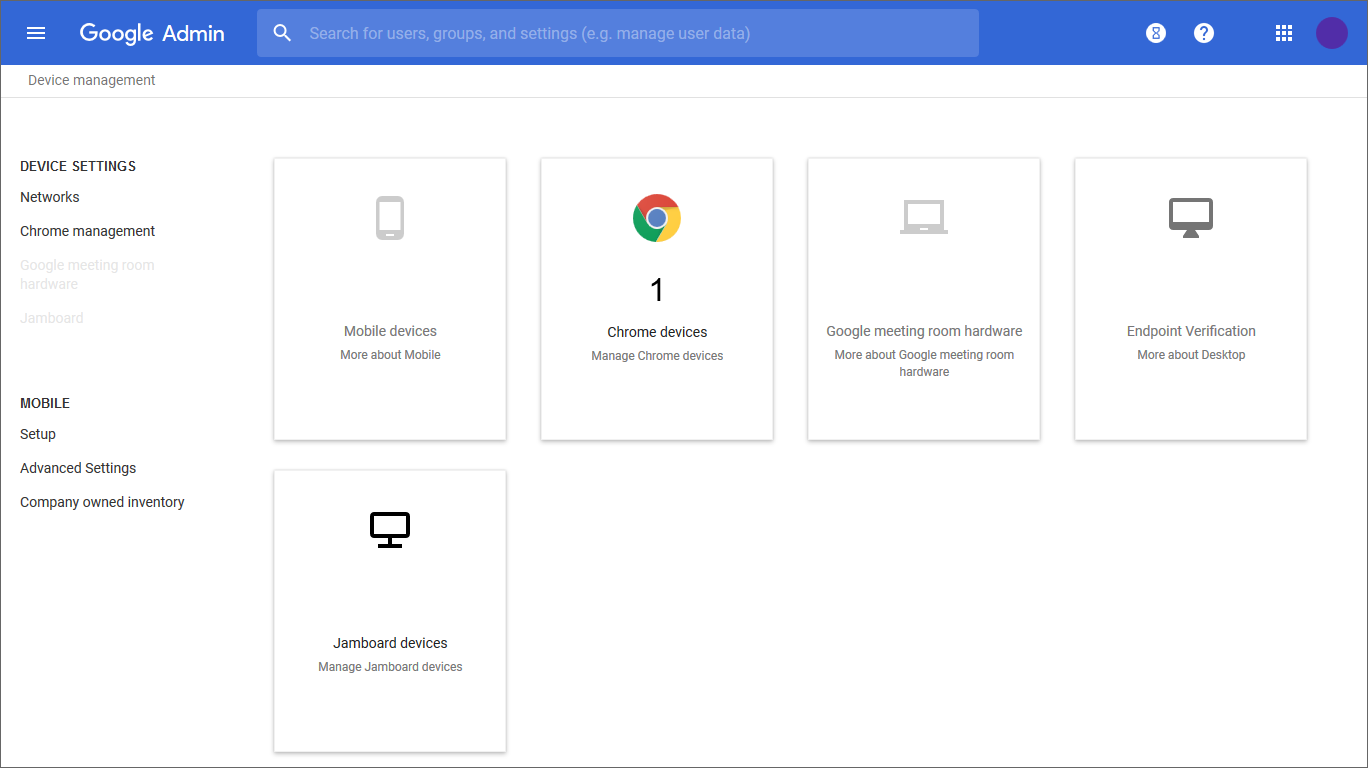 Google Admin
Search for users, groups, and settings (e.g. manage user data)
?
Device management
DEVICE SETTINGS
Networks
Chrome management
Google meeting room
hardware
Jamboard
MOBILE
Setup
Advanced Settings
Company owned inventory
Mobile devices
More about Mobile
1
Chrome devices
Manage Chrome devices
Google meeting room hardware
More about Google meeting room
hardware
Endpoint Verification
More about Desktop
Jamboard devices
Manage Jamboard devices